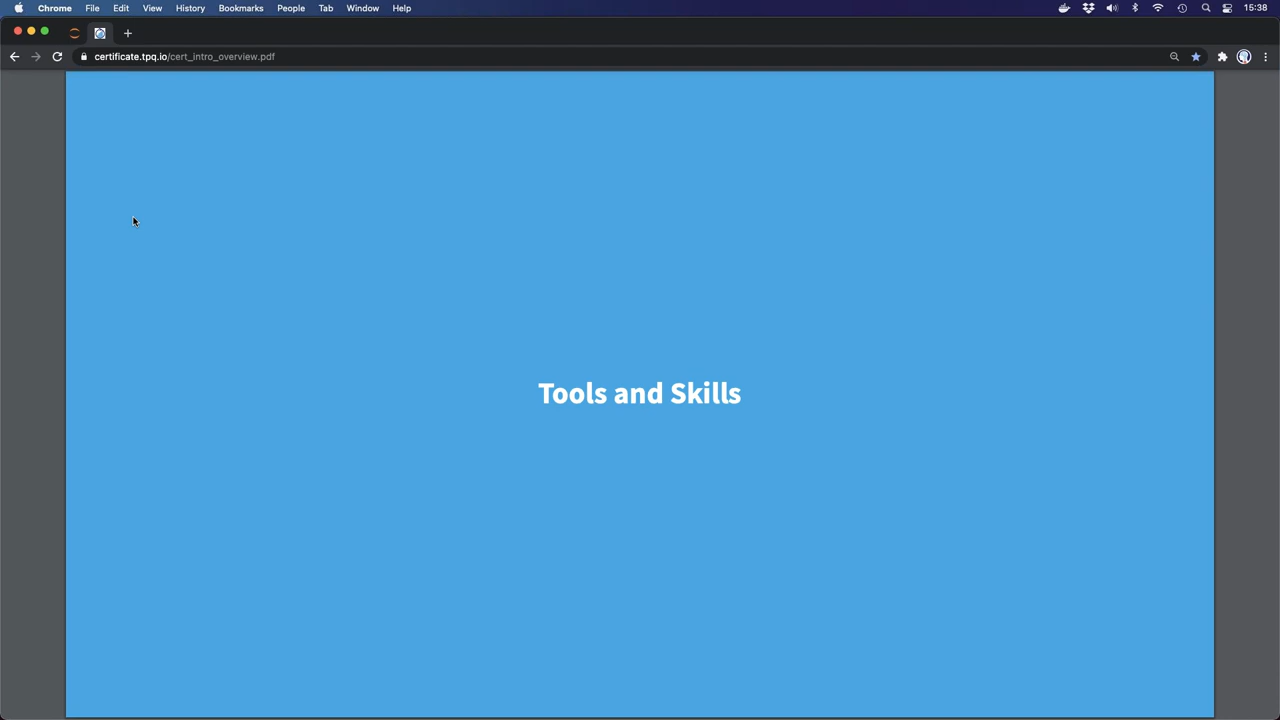 Chrome File Edit View History Bookmarks People Tab Window Help 15:38
certificate.tpq.io/cert_intro_overview.pdf
Tools and Skills